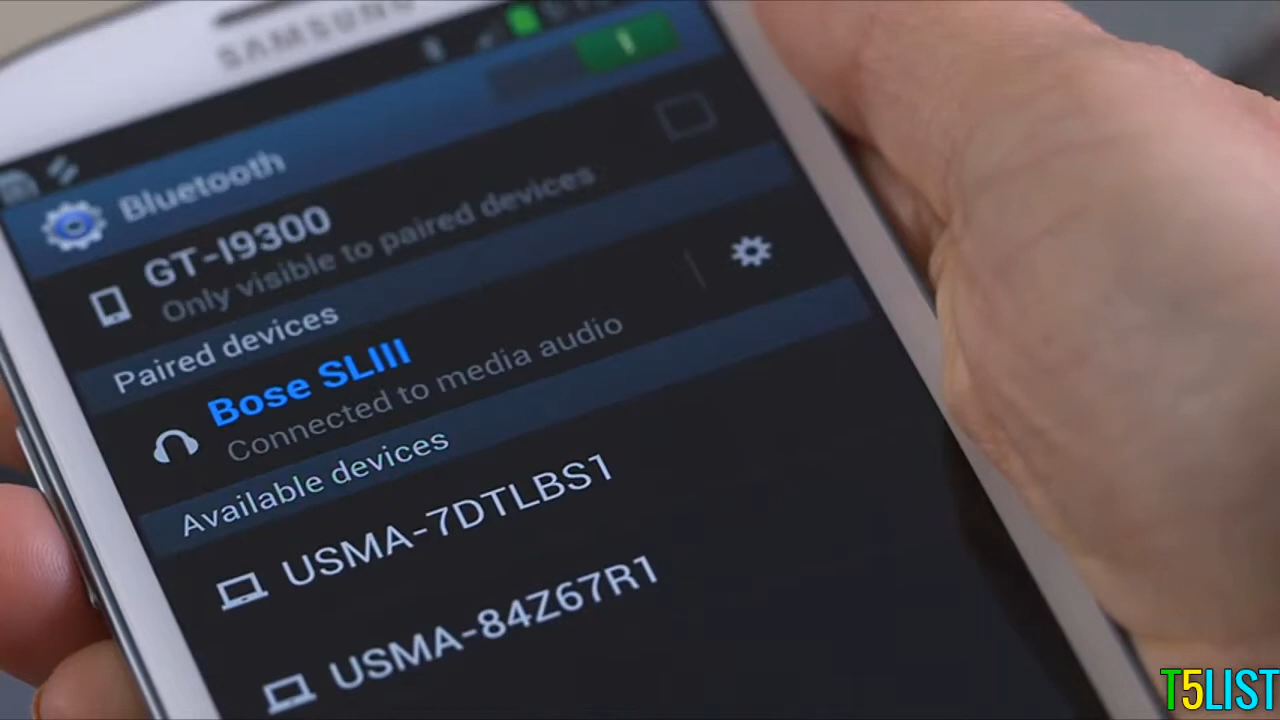 SAMSUNG
Bluetooth
GT-I9300
Only visible to paired devices
Paired devices
Bose SLIII
Connected to media audio
Available devices
USMA-7DTLBS1
USMA-84Z67R1
T5LIST